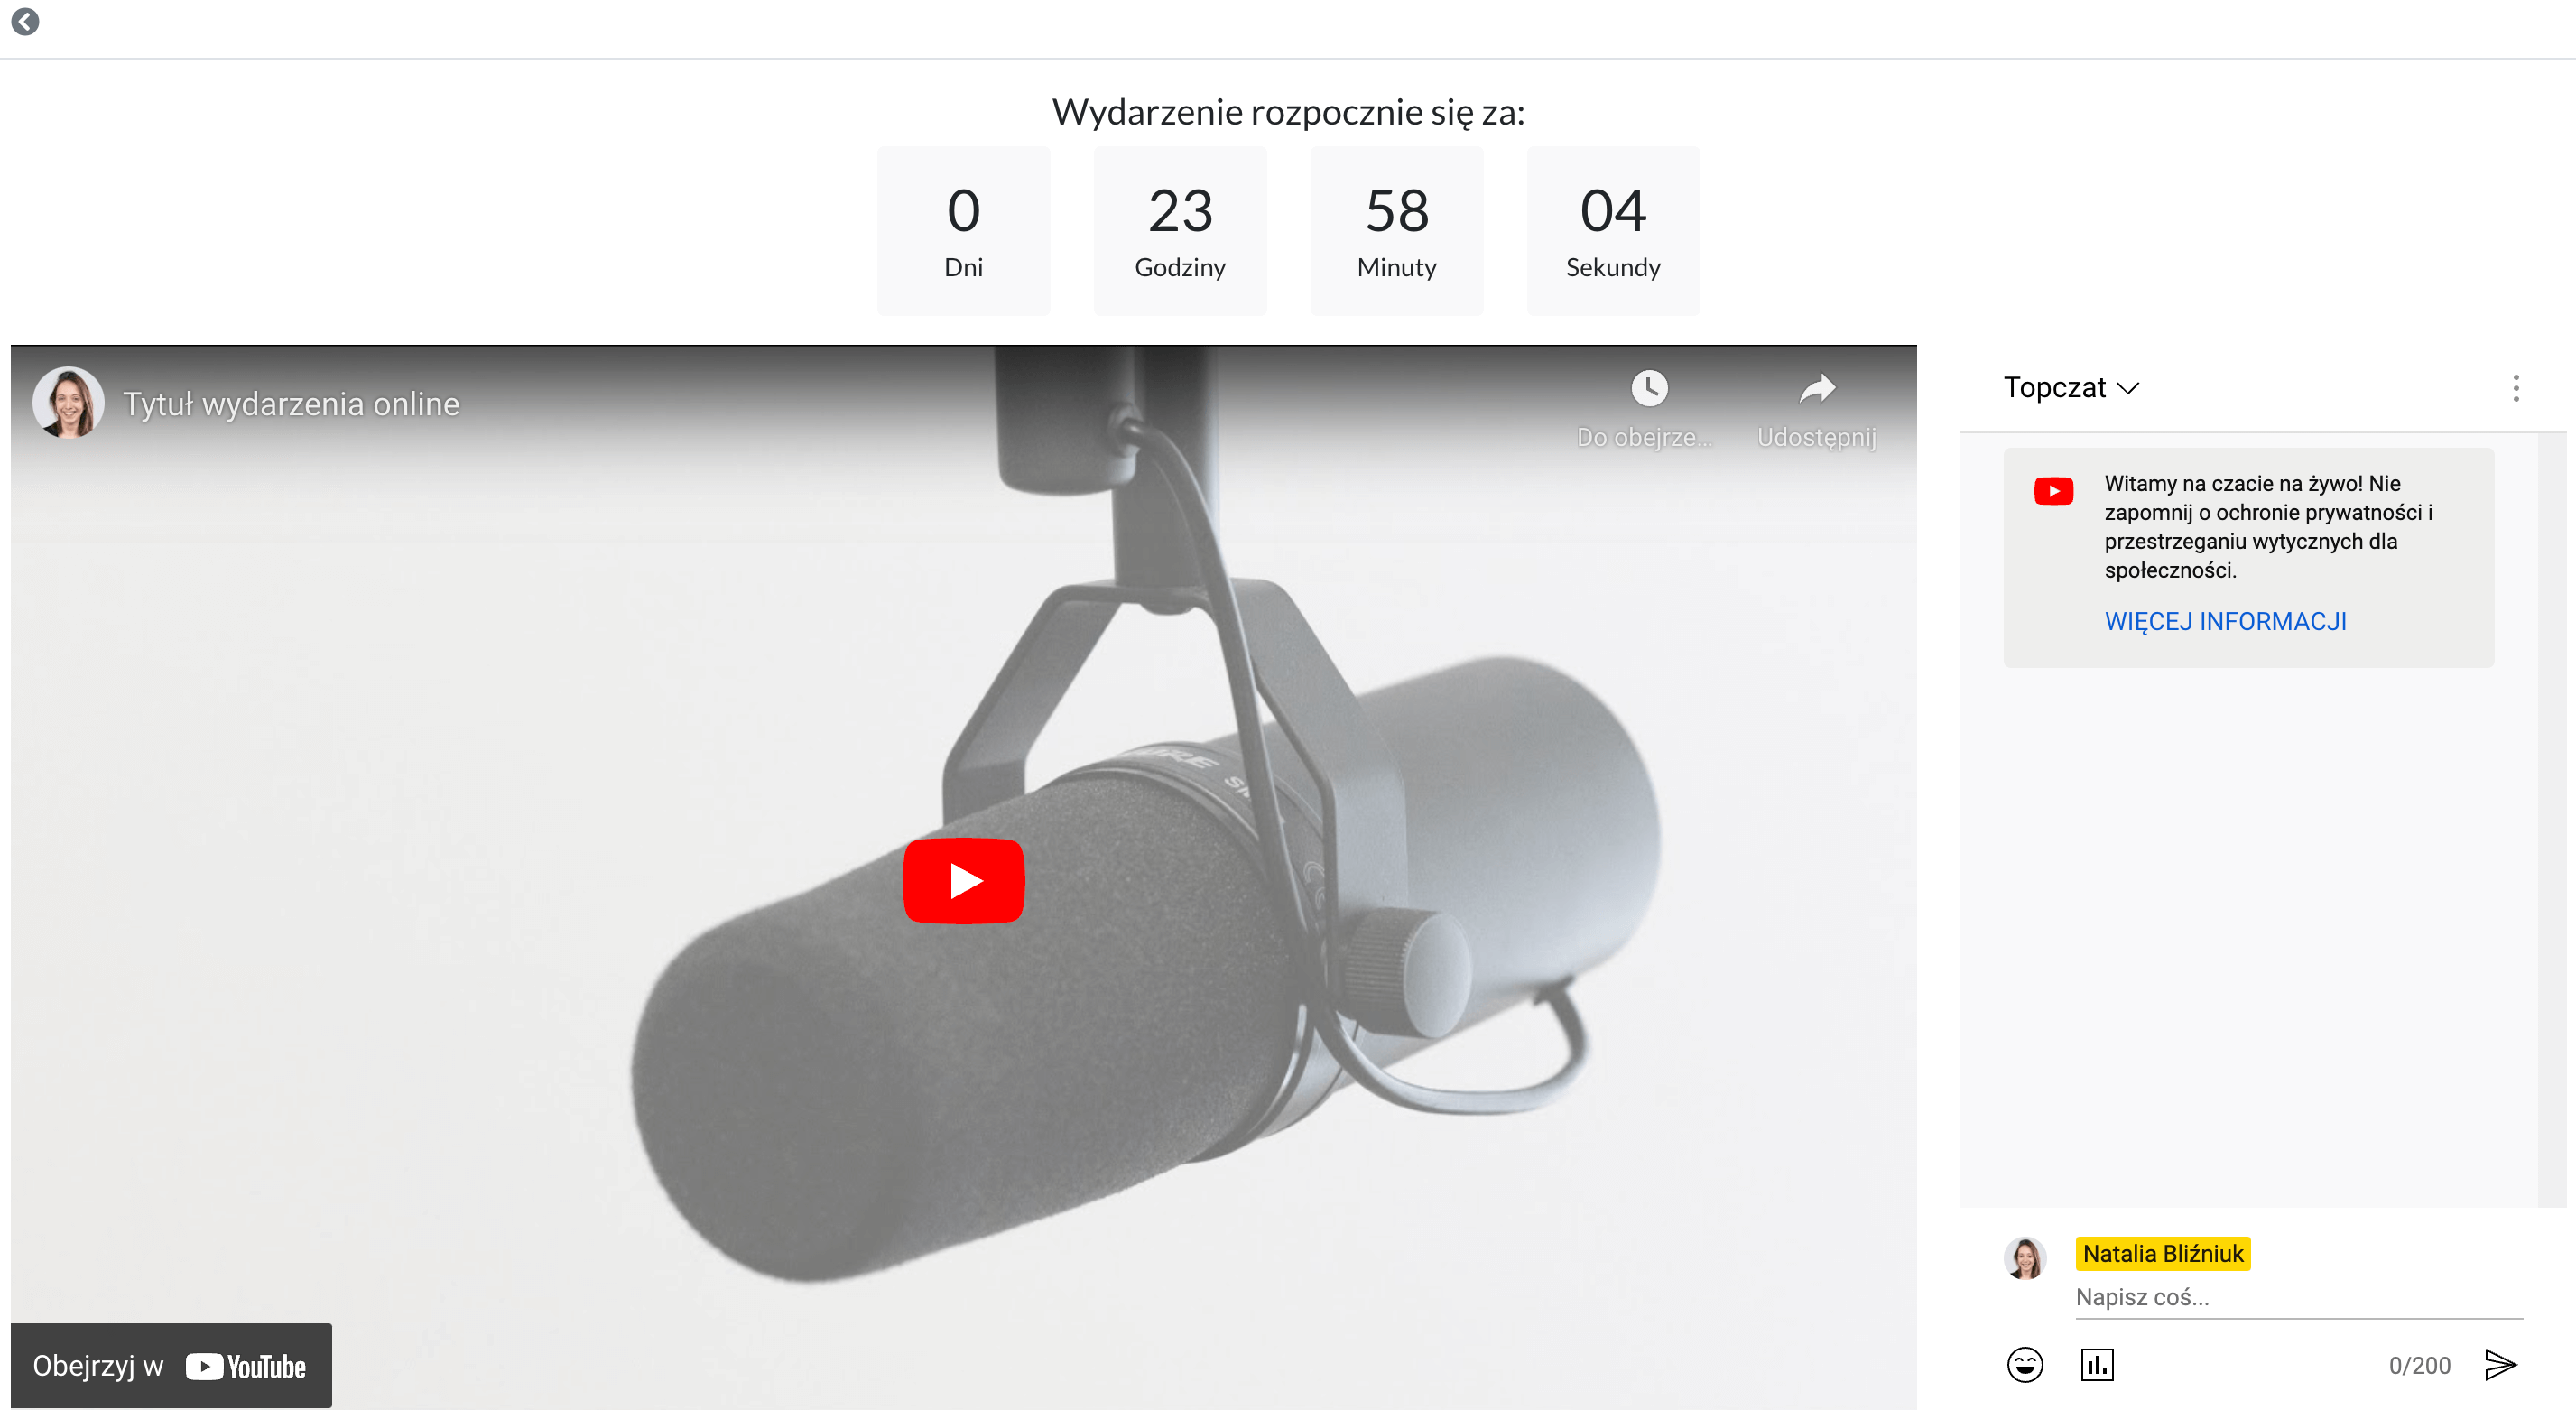 Wydarzenie rozpocznie się za:
0
Dni
23
Godziny
58
Minuty
04
Sekundy
Tytuł wydarzenia online
Do obejrze...
Udostępnij
Obejrzyj w YouTube
Topczat
Witamy na czacie na żywo! Nie
zapomnij o ochronie prywatności i
przestrzeganiu wytycznych dla
społeczności.
WIĘCEJ INFORMACJI
Natalia Bliźniuk
Napisz coś...
0/200